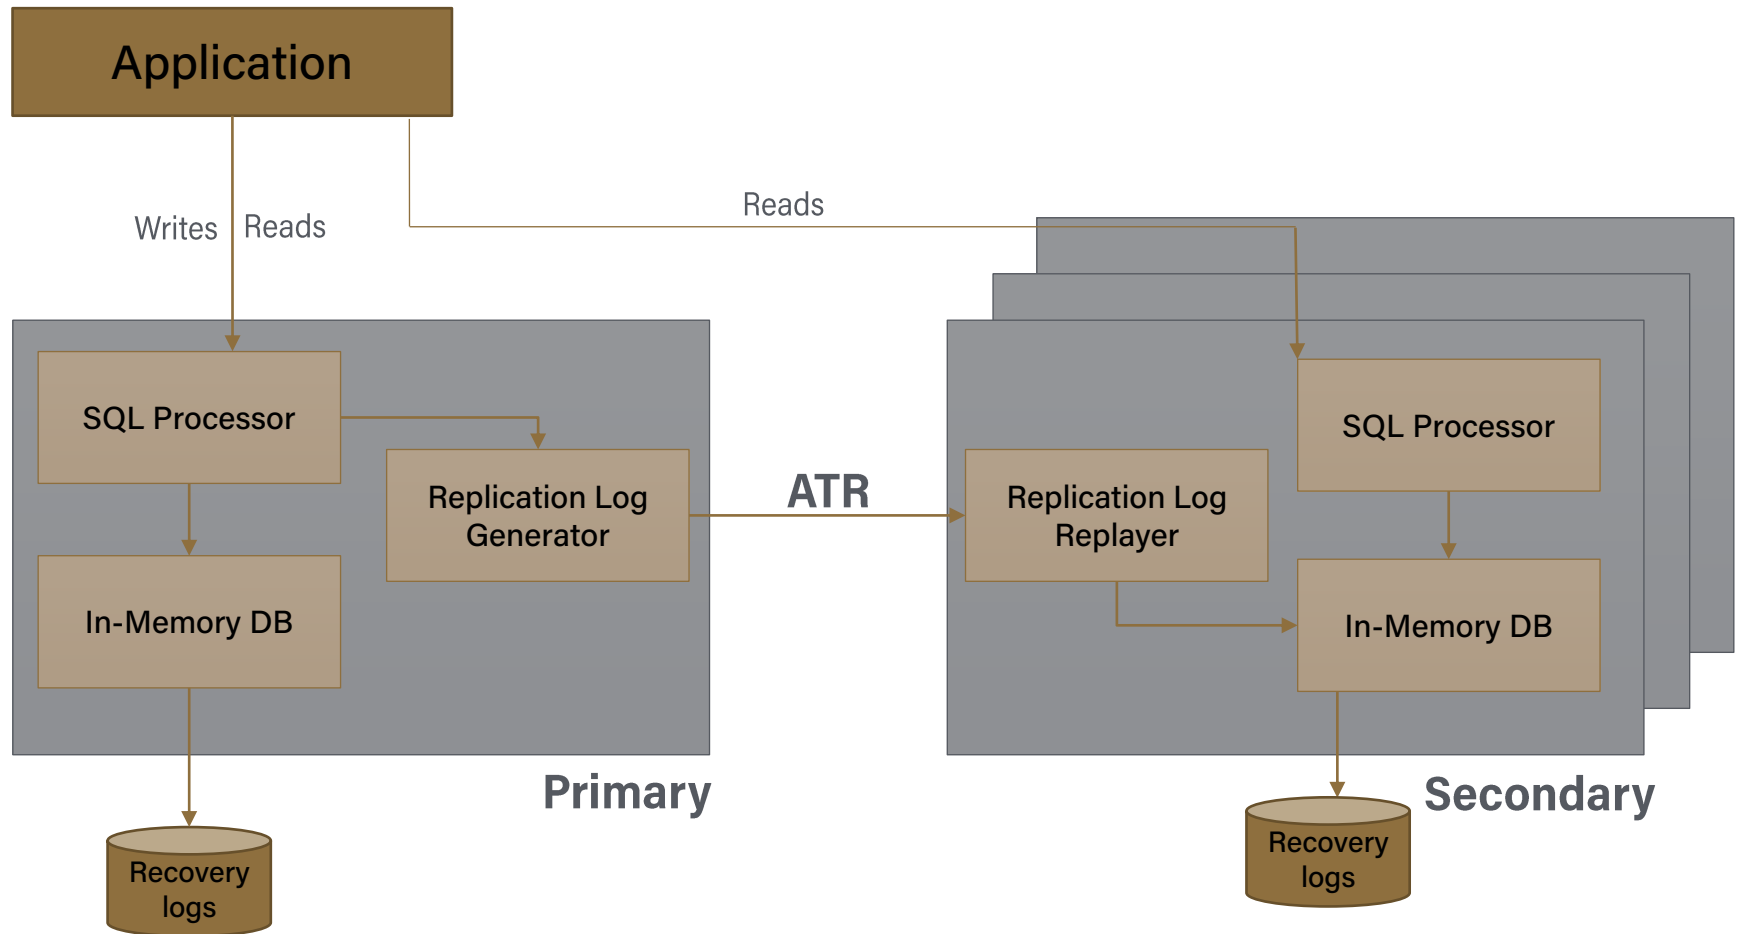 Application
Writes
Reads
Reads
SQL Processor
Replication Log
Generator
In-Memory DB
ATR
Replication Log
Replayer
SQL Processor
In-Memory DB
Primary
Secondary
Recovery
logs
Recovery
logs